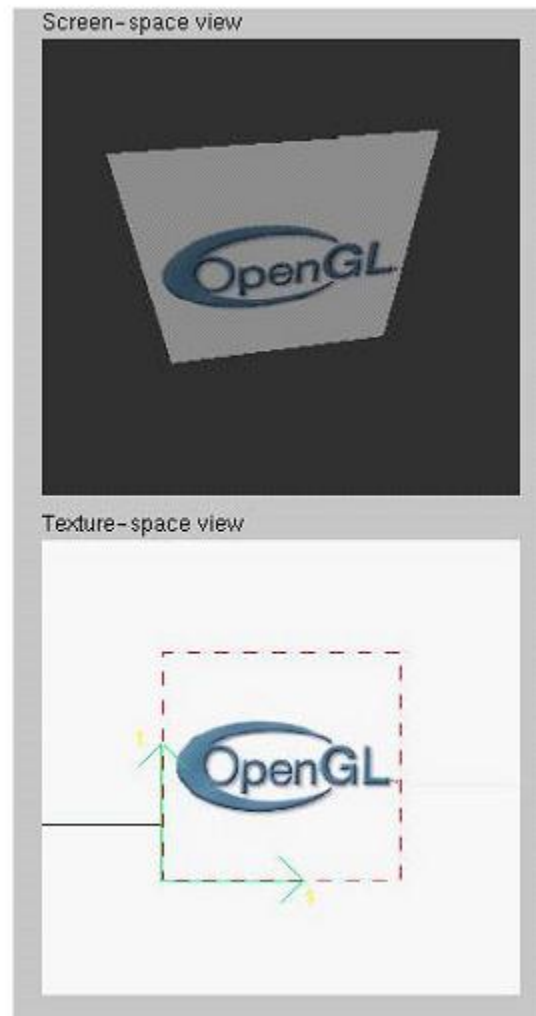 Screen-space view
OpenGL
Texture-space view
OpenGL
t
s